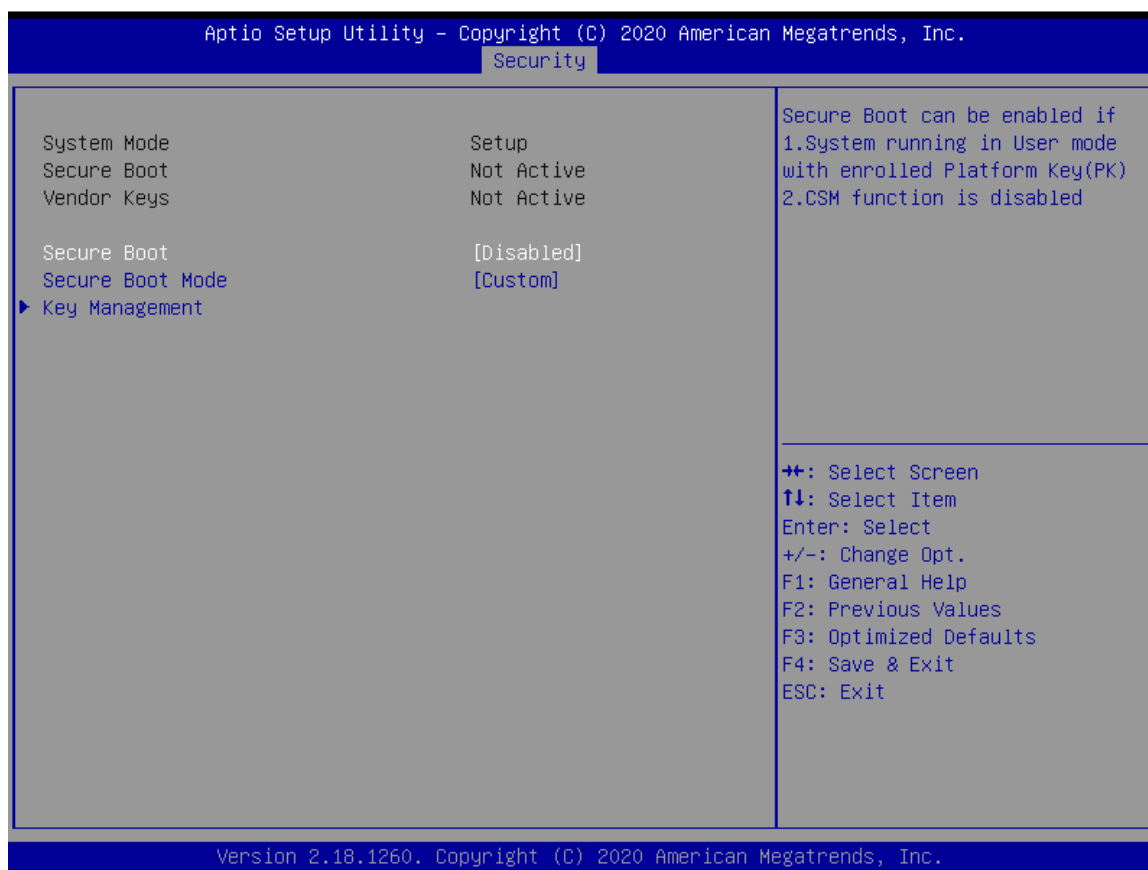 Aptio Setup Utility – Copyright (C) 2020 American Megatrends, Inc.
Security
System Mode Setup
Secure Boot Not Active
Vendor Keys Not Active
Secure Boot [Disabled]
Secure Boot Mode [Custom]
Key Management
Secure Boot can be enabled if
1.System running in User mode
with enrolled Platform Key(PK)
2.CSM function is disabled
→←: Select Screen
↑↓: Select Item
Enter: Select
+/-: Change Opt.
F1: General Help
F2: Previous Values
F3: Optimized Defaults
F4: Save & Exit
ESC: Exit
Version 2.18.1260. Copyright (C) 2020 American Megatrends, Inc.